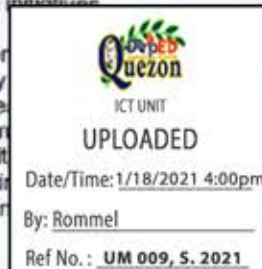 DepED
Quezon
ICT UNIT
UPLOADED
Date/Time: 1/18/2021 4:00pm
By: Rommel
Ref No. : UM 009, S. 2021